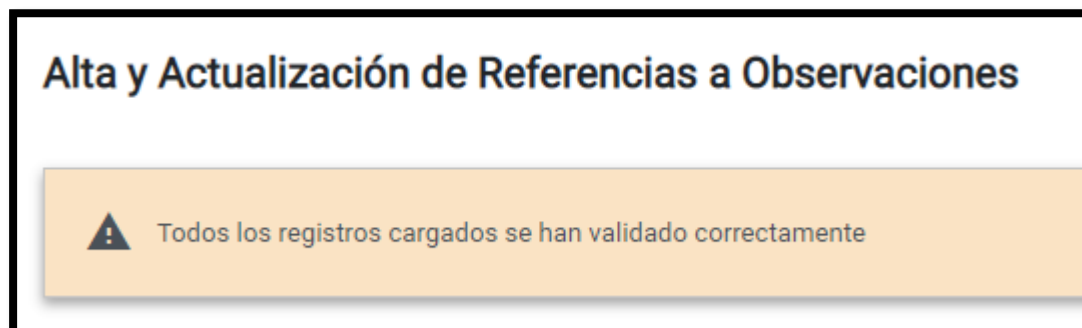 Alta y Actualización de Referencias a Observaciones
Todos los registros cargados se han validado correctamente